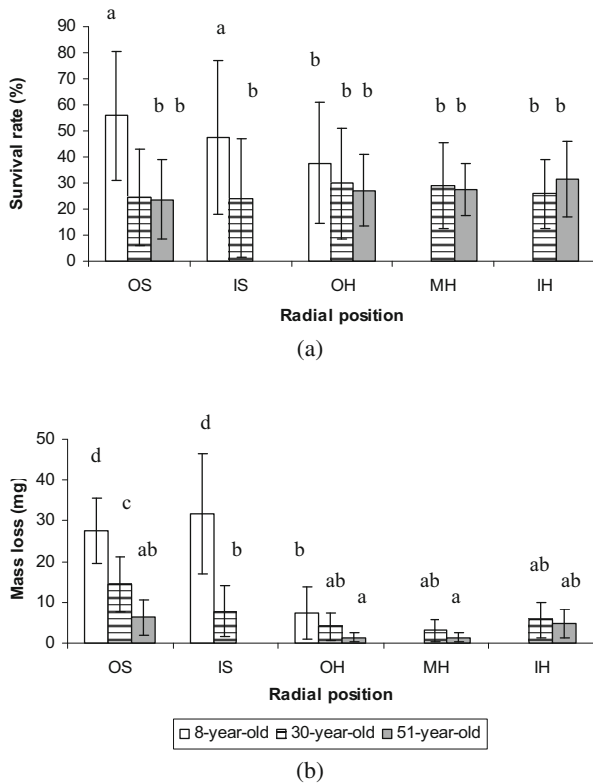 a a b
b b b b b b b b b
90
80
70
60
50
40
30
20
10
0
Survival rate (%)
OS IS OH MH IH
Radial position
(a)
d d
c
ab b b ab a ab a ab ab
50
40
30
20
10
0
Mass loss (mg)
OS IS OH MH IH
Radial position
8-year-old 30-year-old 51-year-old
(b)